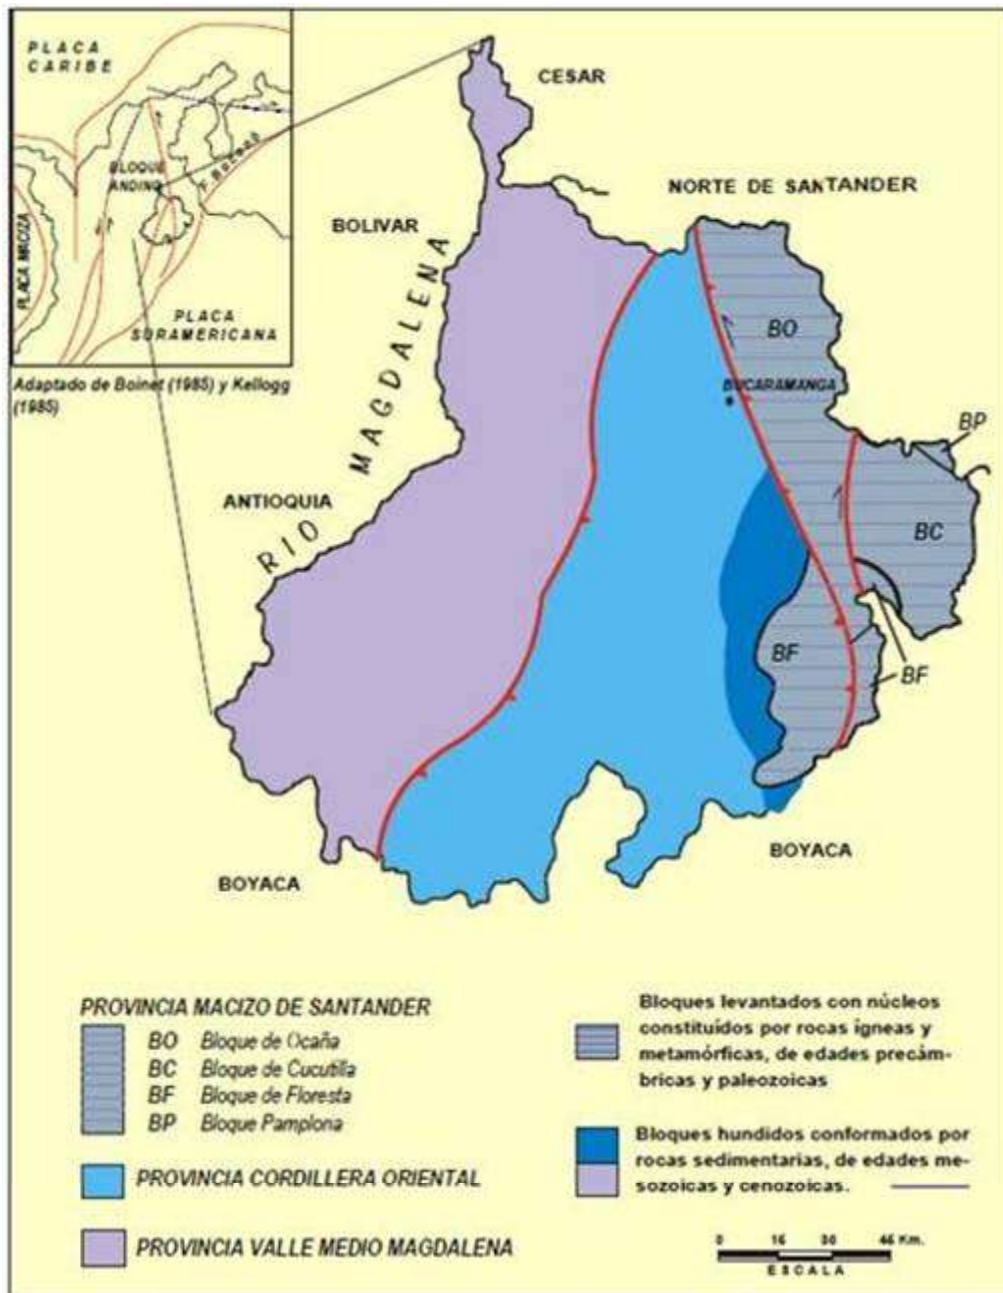 PLACA
CARIBE
BLOQUE
ANDINO
PLACA
SURAMERICANA
Adaptado de Boinet (1985) y Kellogg
(1985)
CESAR
NORTE DE SANTANDER
BOLIVAR
RIO MAGDALENA
BO
BUCARAMANGA
BP
ANTIOQUIA
BC
BF
BF
BOYACA
BOYACA
PROVINCIA MACIZO DE SANTANDER
BO Bloque de Ocaña
BC Bloque de Cucutilla
BF Bloque de Floresta
BP Bloque Pamplona
PROVINCIA CORDILLERA ORIENTAL
PROVINCIA VALLE MEDIO MAGDALENA
Bloques levantados con núcleos
constituídos por rocas ígneas y
metamórficas, de edades precám-
bricas y paleozoicas
Bloques hundidos conformados por
rocas sedimentarias, de edades me-
sozoicas y cenozoicas.
0 16 30 45 Km.
ESCALA